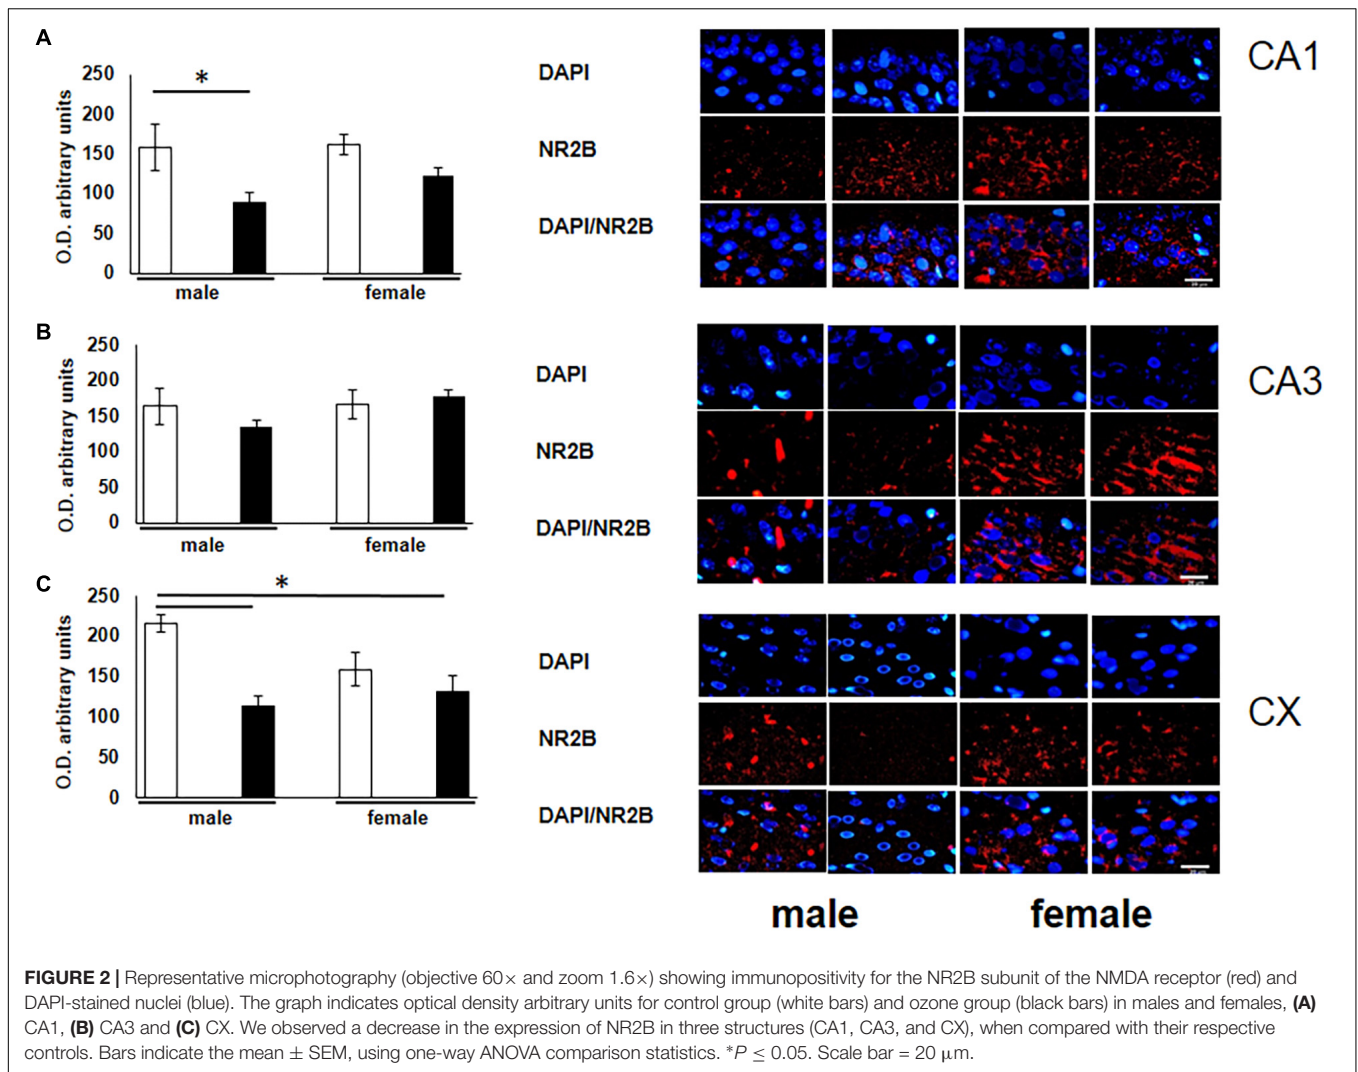 A
250
200
150
100
50
0
O.D. arbitrary units
*
male
female
DAPI
NR2B
DAPI/NR2B
CA1
B
250
200
150
100
50
0
O.D. arbitrary units
male
female
DAPI
NR2B
DAPI/NR2B
CA3
C
250
200
150
100
50
0
O.D. arbitrary units
*
male
female
DAPI
NR2B
DAPI/NR2B
CX
male
female
FIGURE 2 | Representative microphotography (objective 60× and zoom 1.6×) showing immunopositivity for the NR2B subunit of the NMDA receptor (red) and
DAPI-stained nuclei (blue). The graph indicates optical density arbitrary units for control group (white bars) and ozone group (black bars) in males and females, (A)
CA1, (B) CA3 and (C) CX. We observed a decrease in the expression of NR2B in three structures (CA1, CA3, and CX), when compared with their respective
controls. Bars indicate the mean ± SEM, using one-way ANOVA comparison statistics. *P ≤ 0.05. Scale bar = 20 μm.